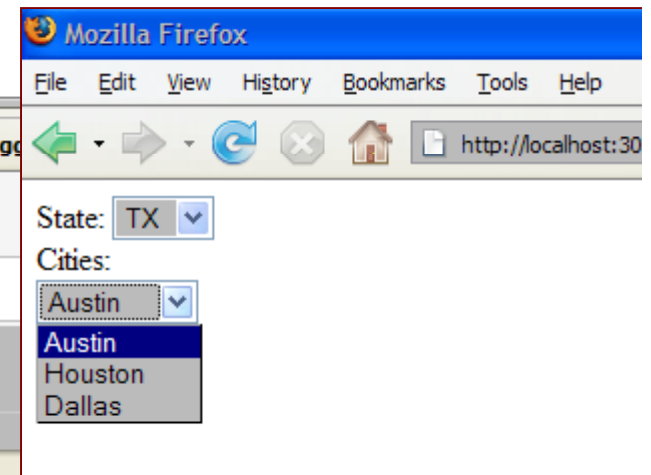 Mozilla Firefox
File Edit View History Bookmarks Tools Help
http://localhost:30
State: TX
Cities:
Austin
Austin
Houston
Dallas